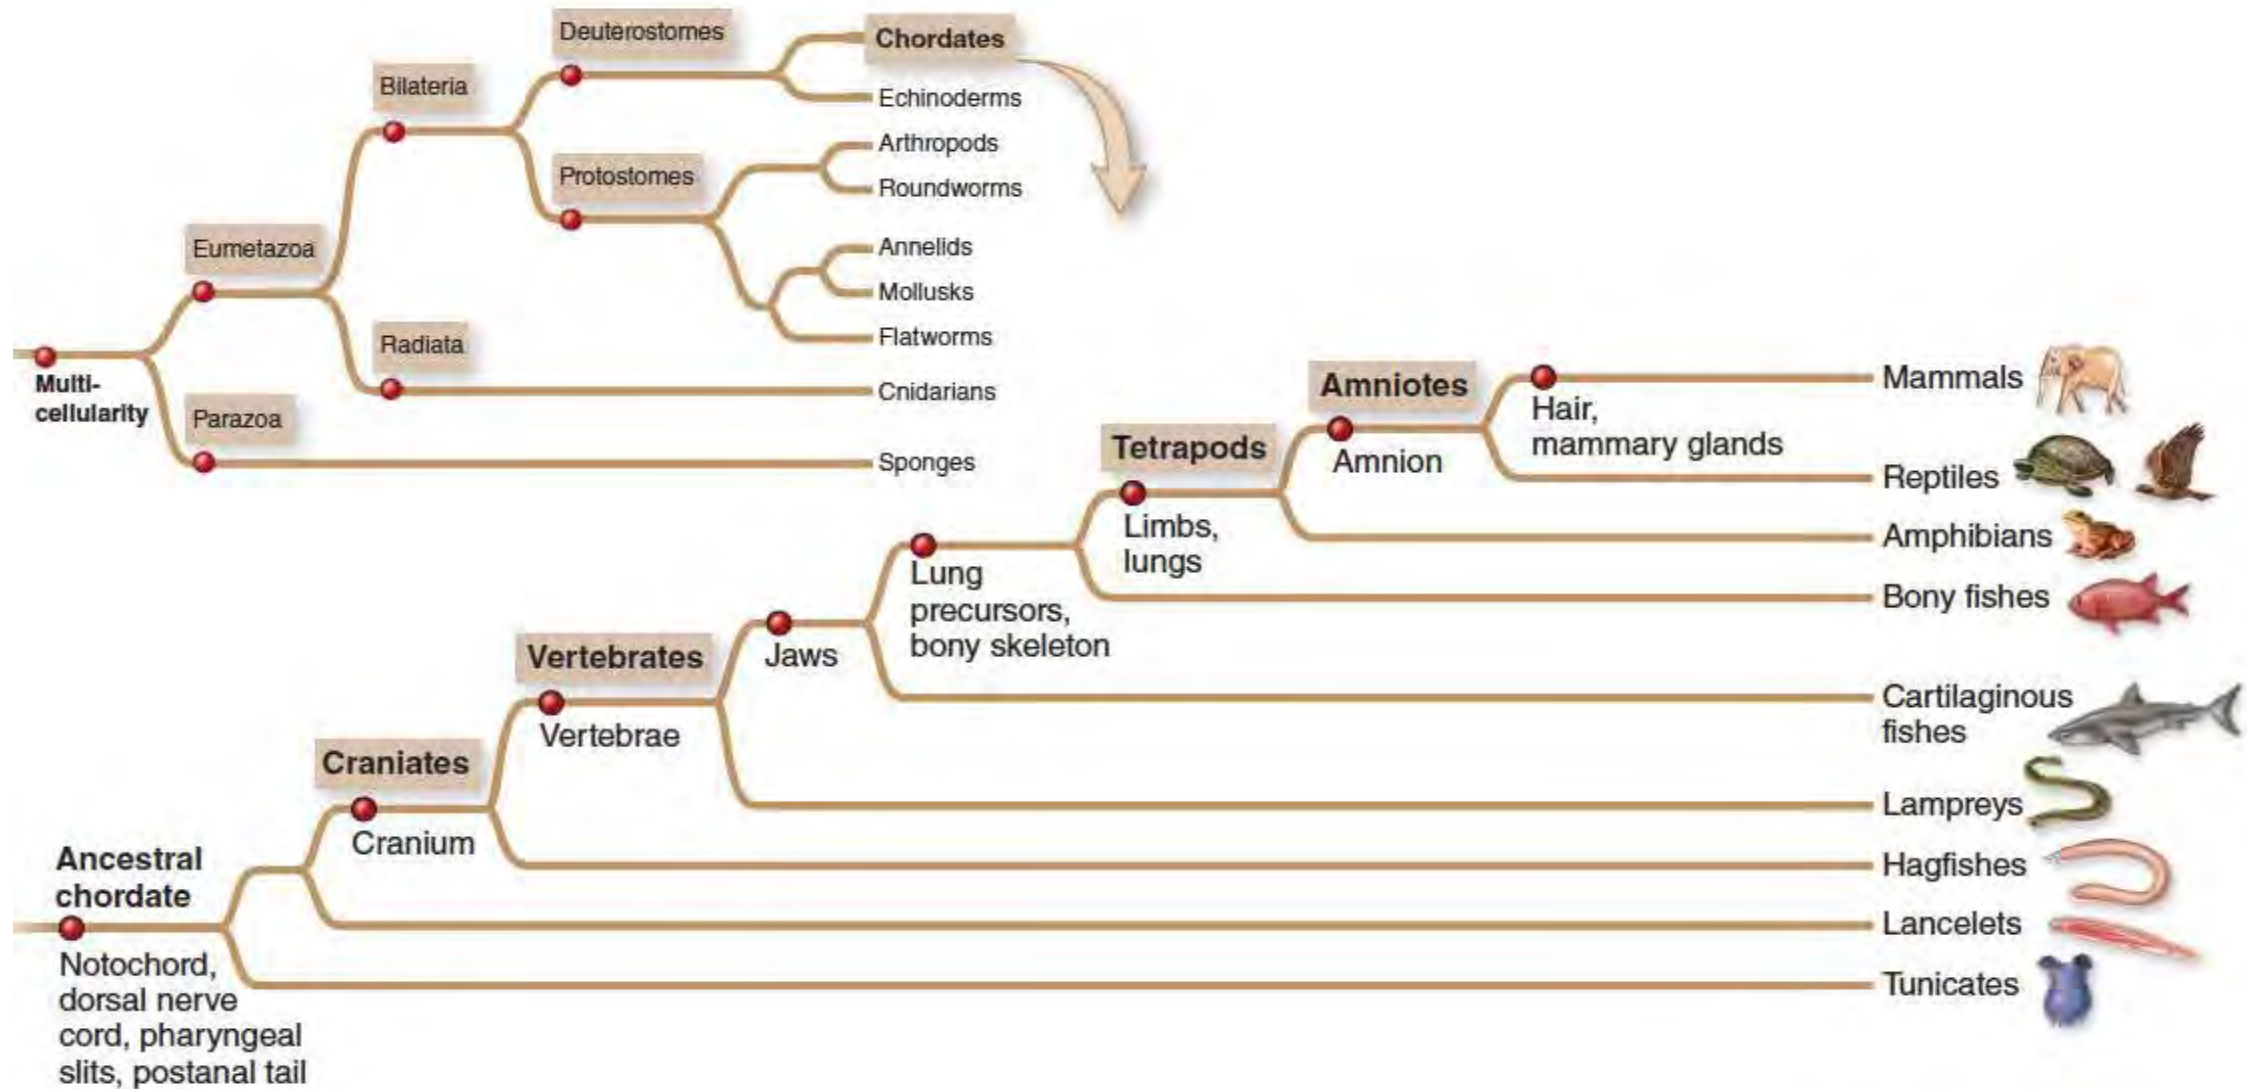 Deuterostomes
Chordates
Bilateria
Echinoderms
Arthropods
Protostomes
Roundworms
Eumetazoa
Annelids
Mollusks
Radiata
Flatworms
Multi-
cellularity
Cnidarians
Parazoa
Sponges
Amniotes
Mammals
Hair,
mammary glands
Tetrapods
Amnion
Reptiles
Limbs,
lungs
Amphibians
Lung
precursors,
bony skeleton
Bony fishes
Vertebrates
Jaws
Cartilaginous
fishes
Vertebrae
Craniates
Lampreys
Cranium
Ancestral
chordate
Hagfishes
Lancelets
Notochord,
dorsal nerve
cord, pharyngeal
slits, postanal tail
Tunicates